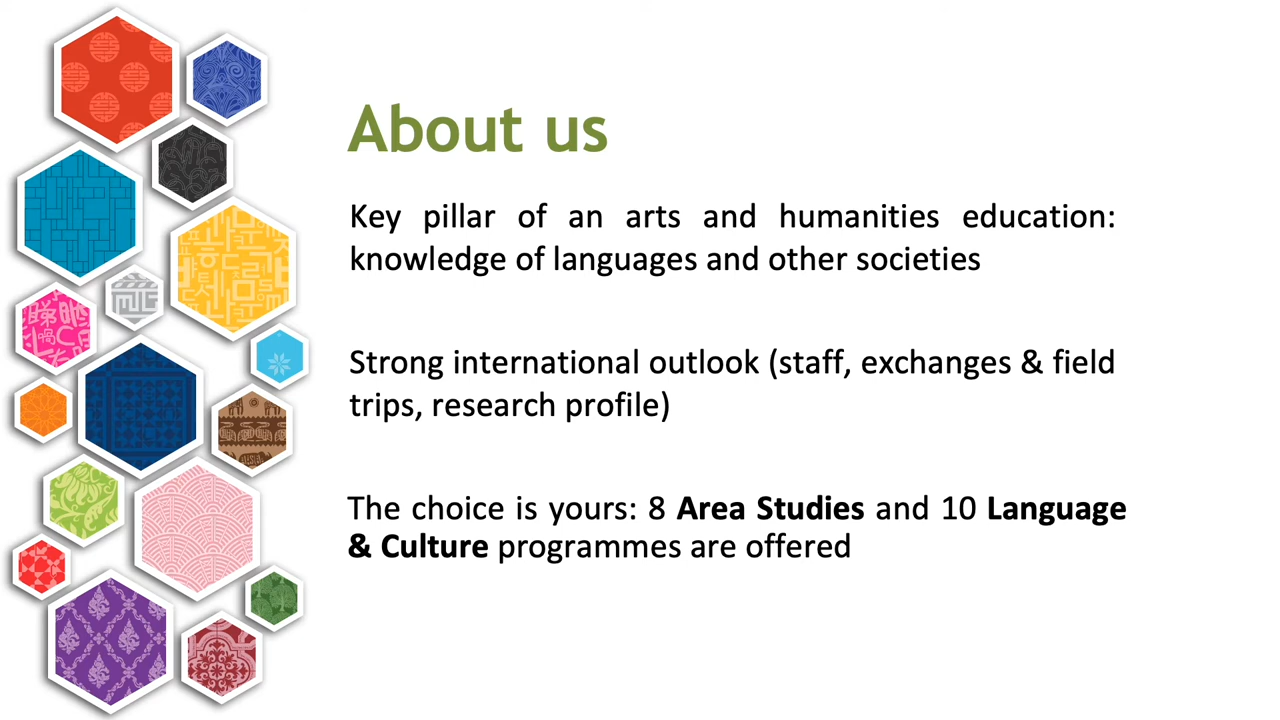 About us
Key pillar of an arts and humanities education:
knowledge of languages and other societies
Strong international outlook (staff, exchanges & field
trips, research profile)
The choice is yours: 8 Area Studies and 10 Language
& Culture programmes are offered